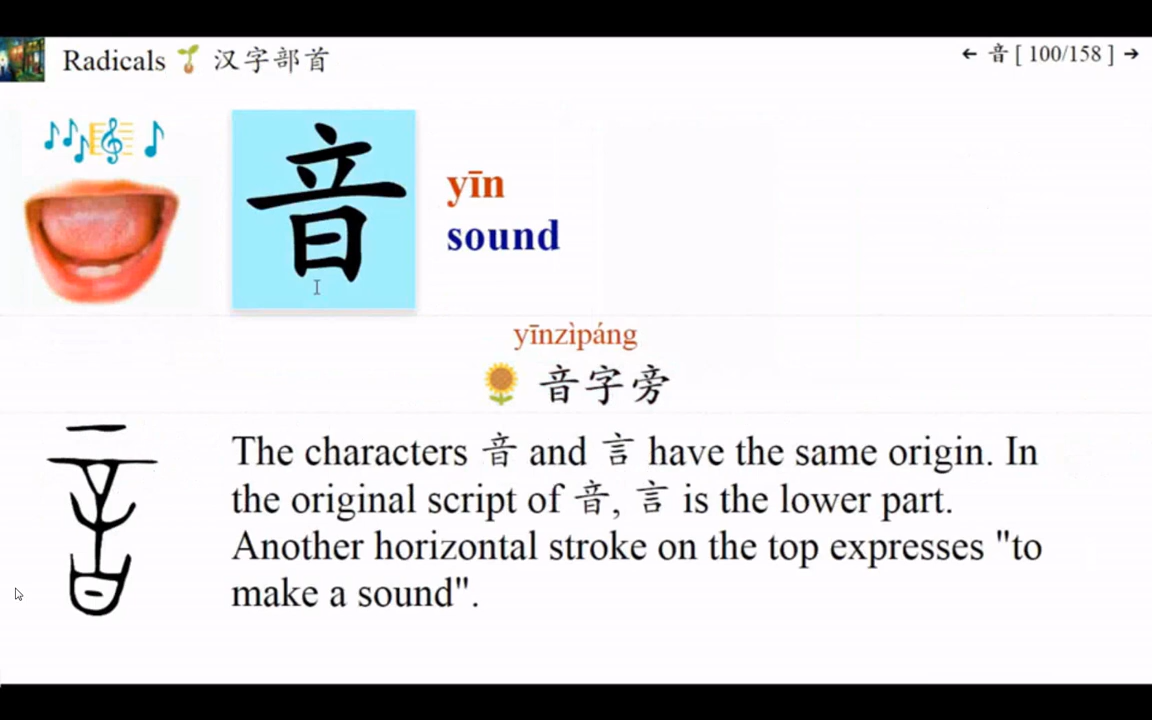 Radicals 🌱 汉字部首
← 音 [ 100/158 ] →
音
yīn
sound
yīnzìpáng
🌻 音字旁
The characters 音 and 言 have the same origin. In
the original script of 音, 言 is the lower part.
Another horizontal stroke on the top expresses "to
make a sound".